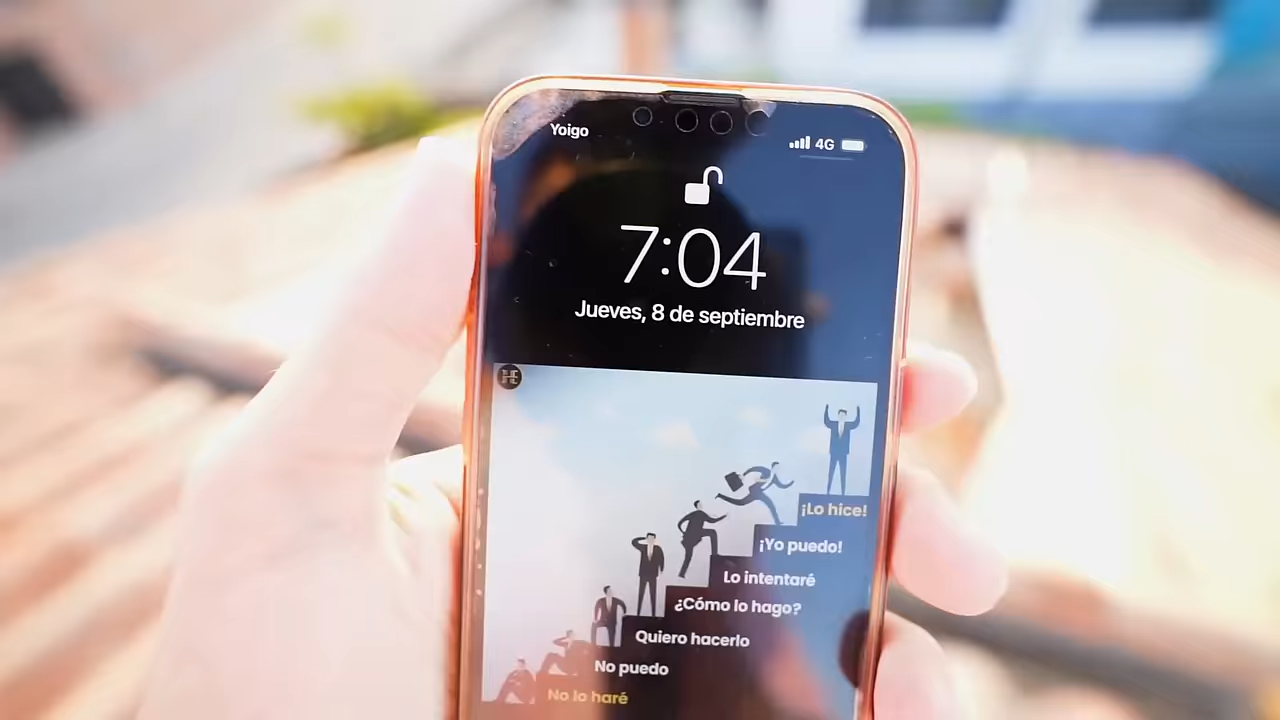 Yoigo
4G
7:04
Jueves, 8 de septiembre
¡Lo hice!
¡Yo puedo!
Lo intentaré
¿Cómo lo hago?
Quiero hacerlo
No puedo
No lo haré